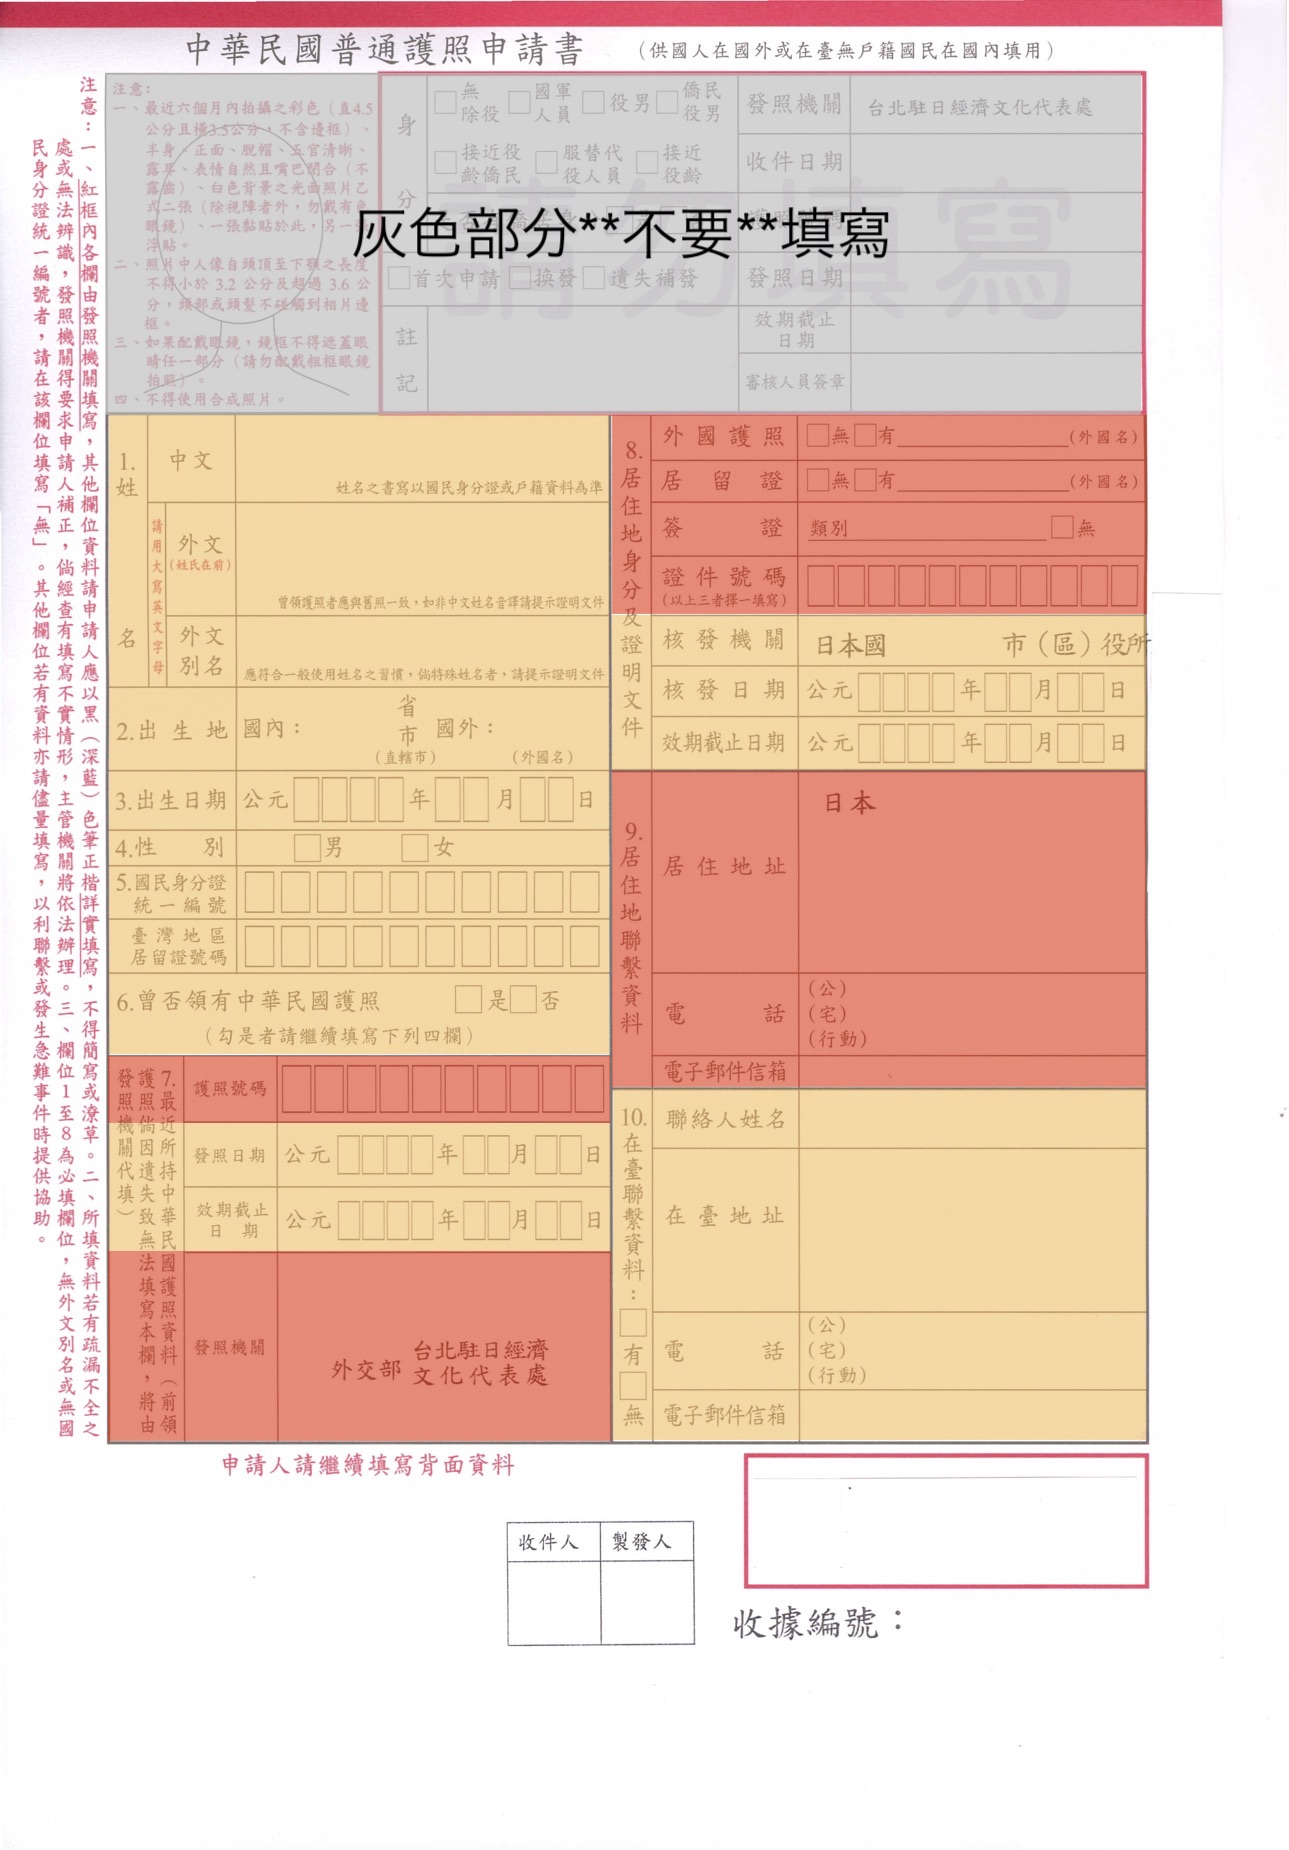 中華民國普通護照申請書 (供國人在國外或在臺無戶籍國民在國內填用)
注意：一、紅框內各欄由發照機關填寫，其他欄位資料請申請人應以黑（深藍）色筆正楷詳實填寫，不得簡寫或潦草。二、所填資料若有疏漏不全之
處或無法辨識，發照機關得要求申請人補正，倘經查有填寫不實情形，主管機關將依法辦理。三、欄位1至8為必填欄位，無外文別名或無國
民身分證統一編號者，請在該欄位填寫「無」。其他欄位若有資料亦請儘量填寫，以利聯繫或發生急難事件時提供協助。
注意：
一、最近六個月內拍攝之彩色（直4.5
公分且橫3.5公分，不含邊框）、
半身、正面、脫帽、五官清晰、
露耳、表情自然且嘴巴閉合（不
露齒）、白色背景之光面照片乙
式二張（除視障者外，勿戴有色
眼鏡）、一張黏貼於此，另一張
浮貼。
二、照片中人像自頭頂至下顎之長度
不得小於 3.2 公分及超過 3.6 公
分，頭部或頭髮不碰觸到相片邊
框。
三、如果配戴眼鏡，鏡框不得遮蓋眼
睛任一部分（請勿配戴粗框眼鏡
拍照）。
四、不得使用合成照片。
身分
無除役 國軍人員 役男 僑民役男
接近役齡僑民 服替代役人員 接近役齡
首次申請 換發 遺失補發
註記
發照機關 台北駐日經濟文化代表處
收件日期
發照日期
效期截止日期
審核人員簽章
請勿填寫
灰色部分**不要**填寫
1.姓名
中文
姓名之書寫以國民身分證或戶籍資料為準
請用大寫英文字母
外文
(姓氏在前)
曾領護照者應與舊照一致，如非中文姓名音譯請提示證明文件
外文別名
應符合一般使用姓名之習慣，倘特殊姓名者，請提示證明文件
2.出生地 國內： 省市 國外：
(直轄市) (外國名)
3.出生日期 公元 年 月 日
4.性別 男 女
5.國民身分證統一編號
臺灣地區居留證號碼
6.曾否領有中華民國護照 是 否
（勾是者請繼續填寫下列四欄）
7.最近所持中華民國護照資料（前領
護照倘因遺失致無法填寫本欄，將由
發照機關代填）
護照號碼
發照日期 公元 年 月 日
效期截止日期 公元 年 月 日
發照機關 外交部 台北駐日經濟文化代表處
8.居住地身分及證明文件
外國護照 無 有 (外國名)
居留證 無 有 (外國名)
簽證 類別 無
證件號碼
(以上三者擇一填寫)
核發機關 日本國 市（區）役所
核發日期 公元 年 月 日
效期截止日期 公元 年 月 日
9.居住地聯繫資料
居住地址 日本
電話 (公)
(宅)
(行動)
電子郵件信箱
10.在臺聯繫資料：有 無
聯絡人姓名
在臺地址
電話 (公)
(宅)
(行動)
電子郵件信箱
申請人請繼續填寫背面資料
收件人 製發人
收據編號：